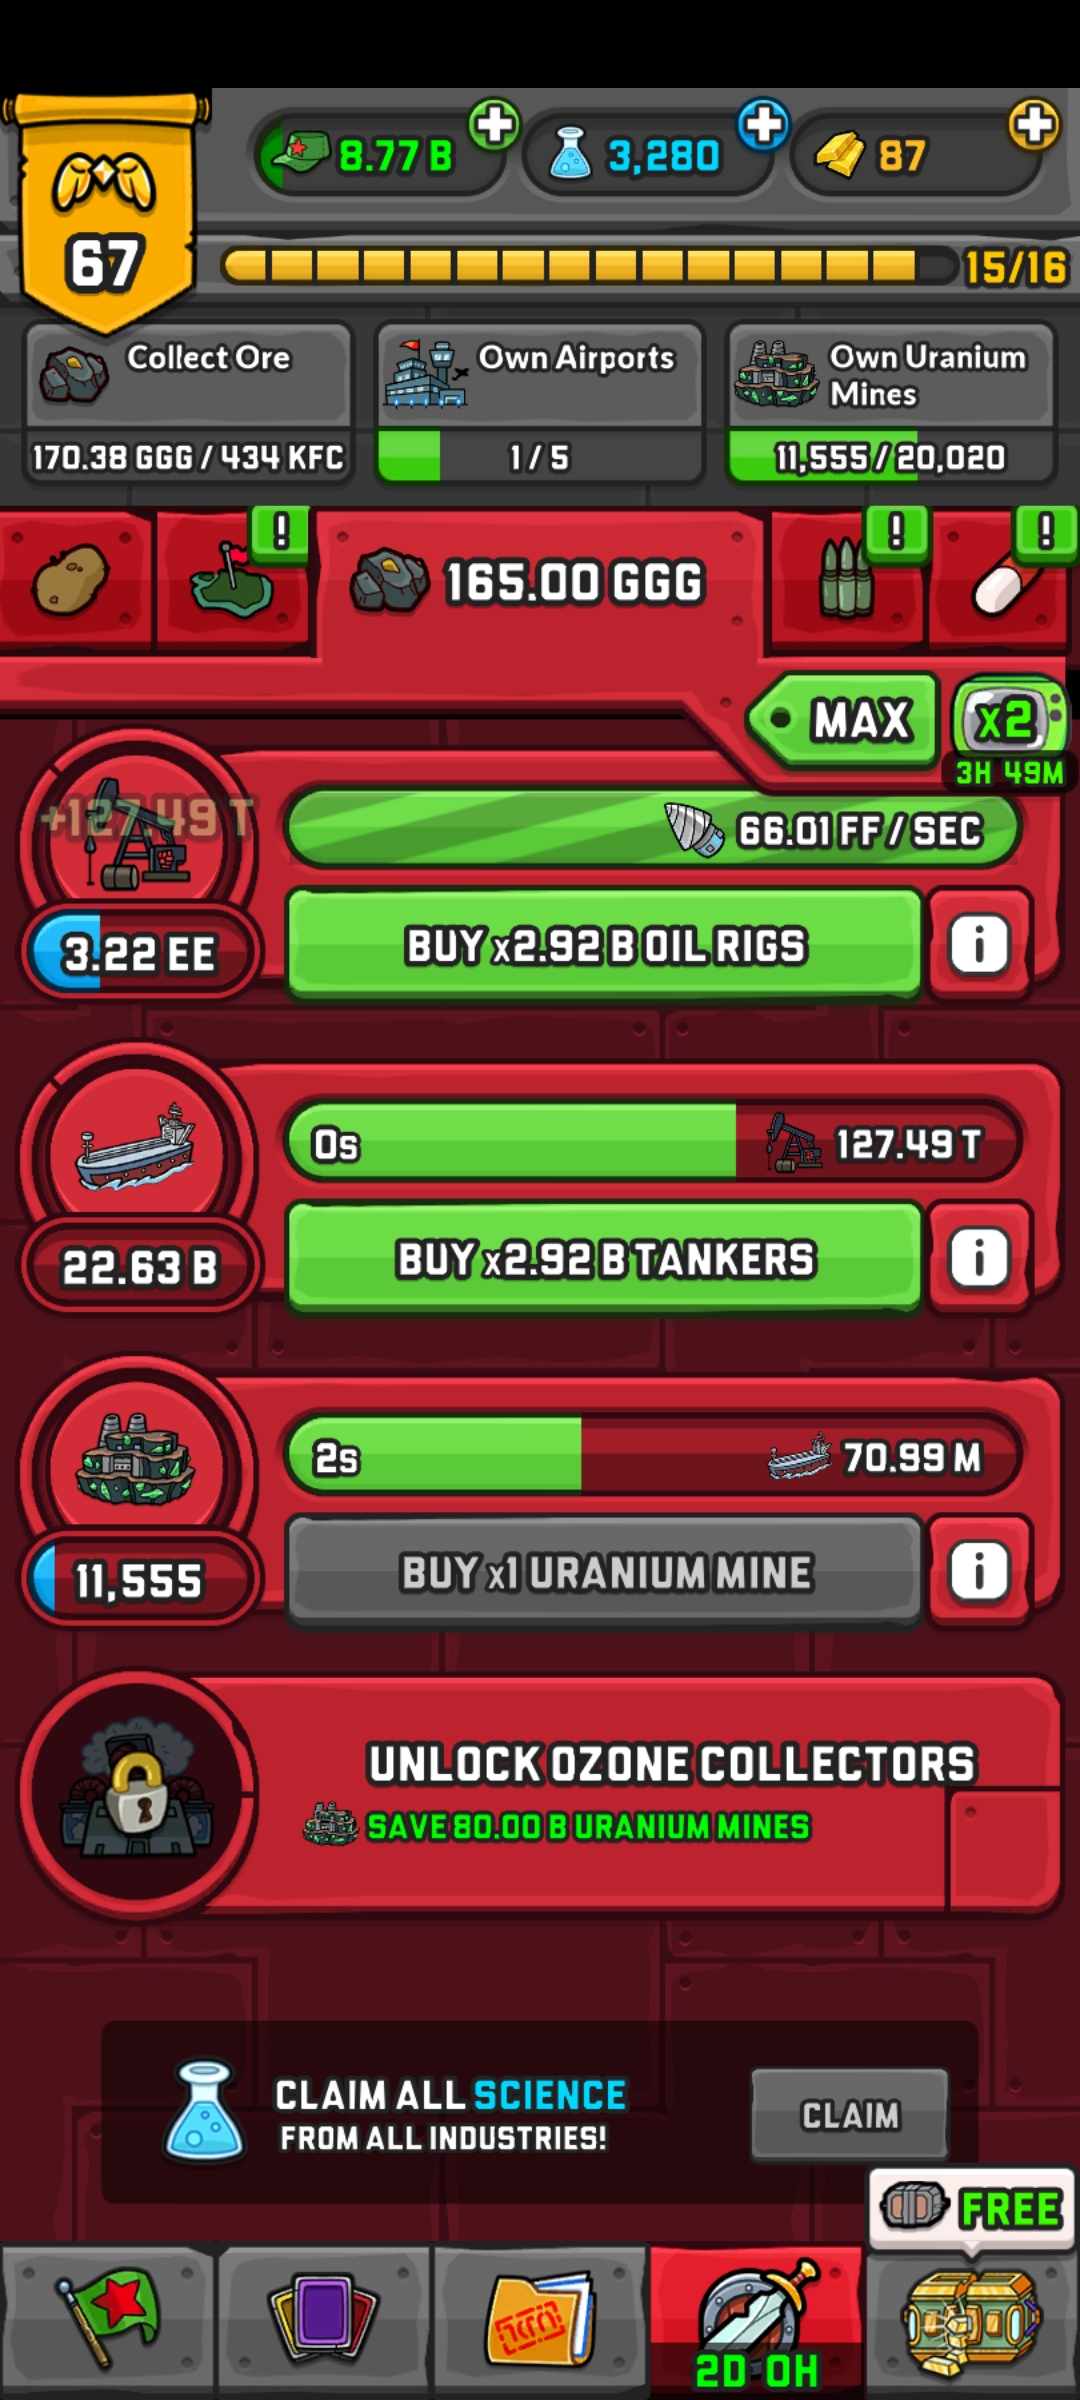 67
8.77 B
3,280
87
15/16
Collect Ore
170.38 GGG / 434 KFC
Own Airports
1 / 5
Own Uranium
Mines
11,555 / 20,020
!
165.00 GGG
!
!
MAX
x2
3H 49M
+127.49 T
66.01 FF / SEC
3.22 EE
BUY x2.92 B OIL RIGS
i
0s
127.49 T
22.63 B
BUY x2.92 B TANKERS
i
2s
70.99 M
11,555
BUY x1 URANIUM MINE
i
UNLOCK OZONE COLLECTORS
SAVE 80.00 B URANIUM MINES
CLAIM ALL SCIENCE
FROM ALL INDUSTRIES!
CLAIM
FREE
2D 0H